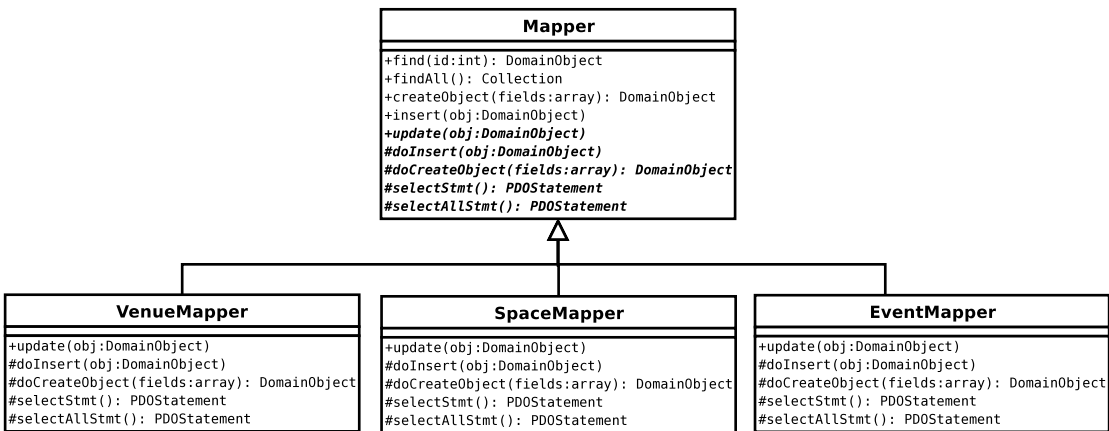 Mapper
+find(id:int): DomainObject
+findAll(): Collection
+createObject(fields:array): DomainObject
+insert(obj:DomainObject)
+update(obj:DomainObject)
#doInsert(obj:DomainObject)
#doCreateObject(fields:array): DomainObject
#selectStmt(): PDOStatement
#selectAllStmt(): PDOStatement
VenueMapper
+update(obj:DomainObject)
#doInsert(obj:DomainObject)
#doCreateObject(fields:array): DomainObject
#selectStmt(): PDOStatement
#selectAllStmt(): PDOStatement
SpaceMapper
+update(obj:DomainObject)
#doInsert(obj:DomainObject)
#doCreateObject(fields:array): DomainObject
#selectStmt(): PDOStatement
#selectAllStmt(): PDOStatement
EventMapper
+update(obj:DomainObject)
#doInsert(obj:DomainObject)
#doCreateObject(fields:array): DomainObject
#selectStmt(): PDOStatement
#selectAllStmt(): PDOStatement